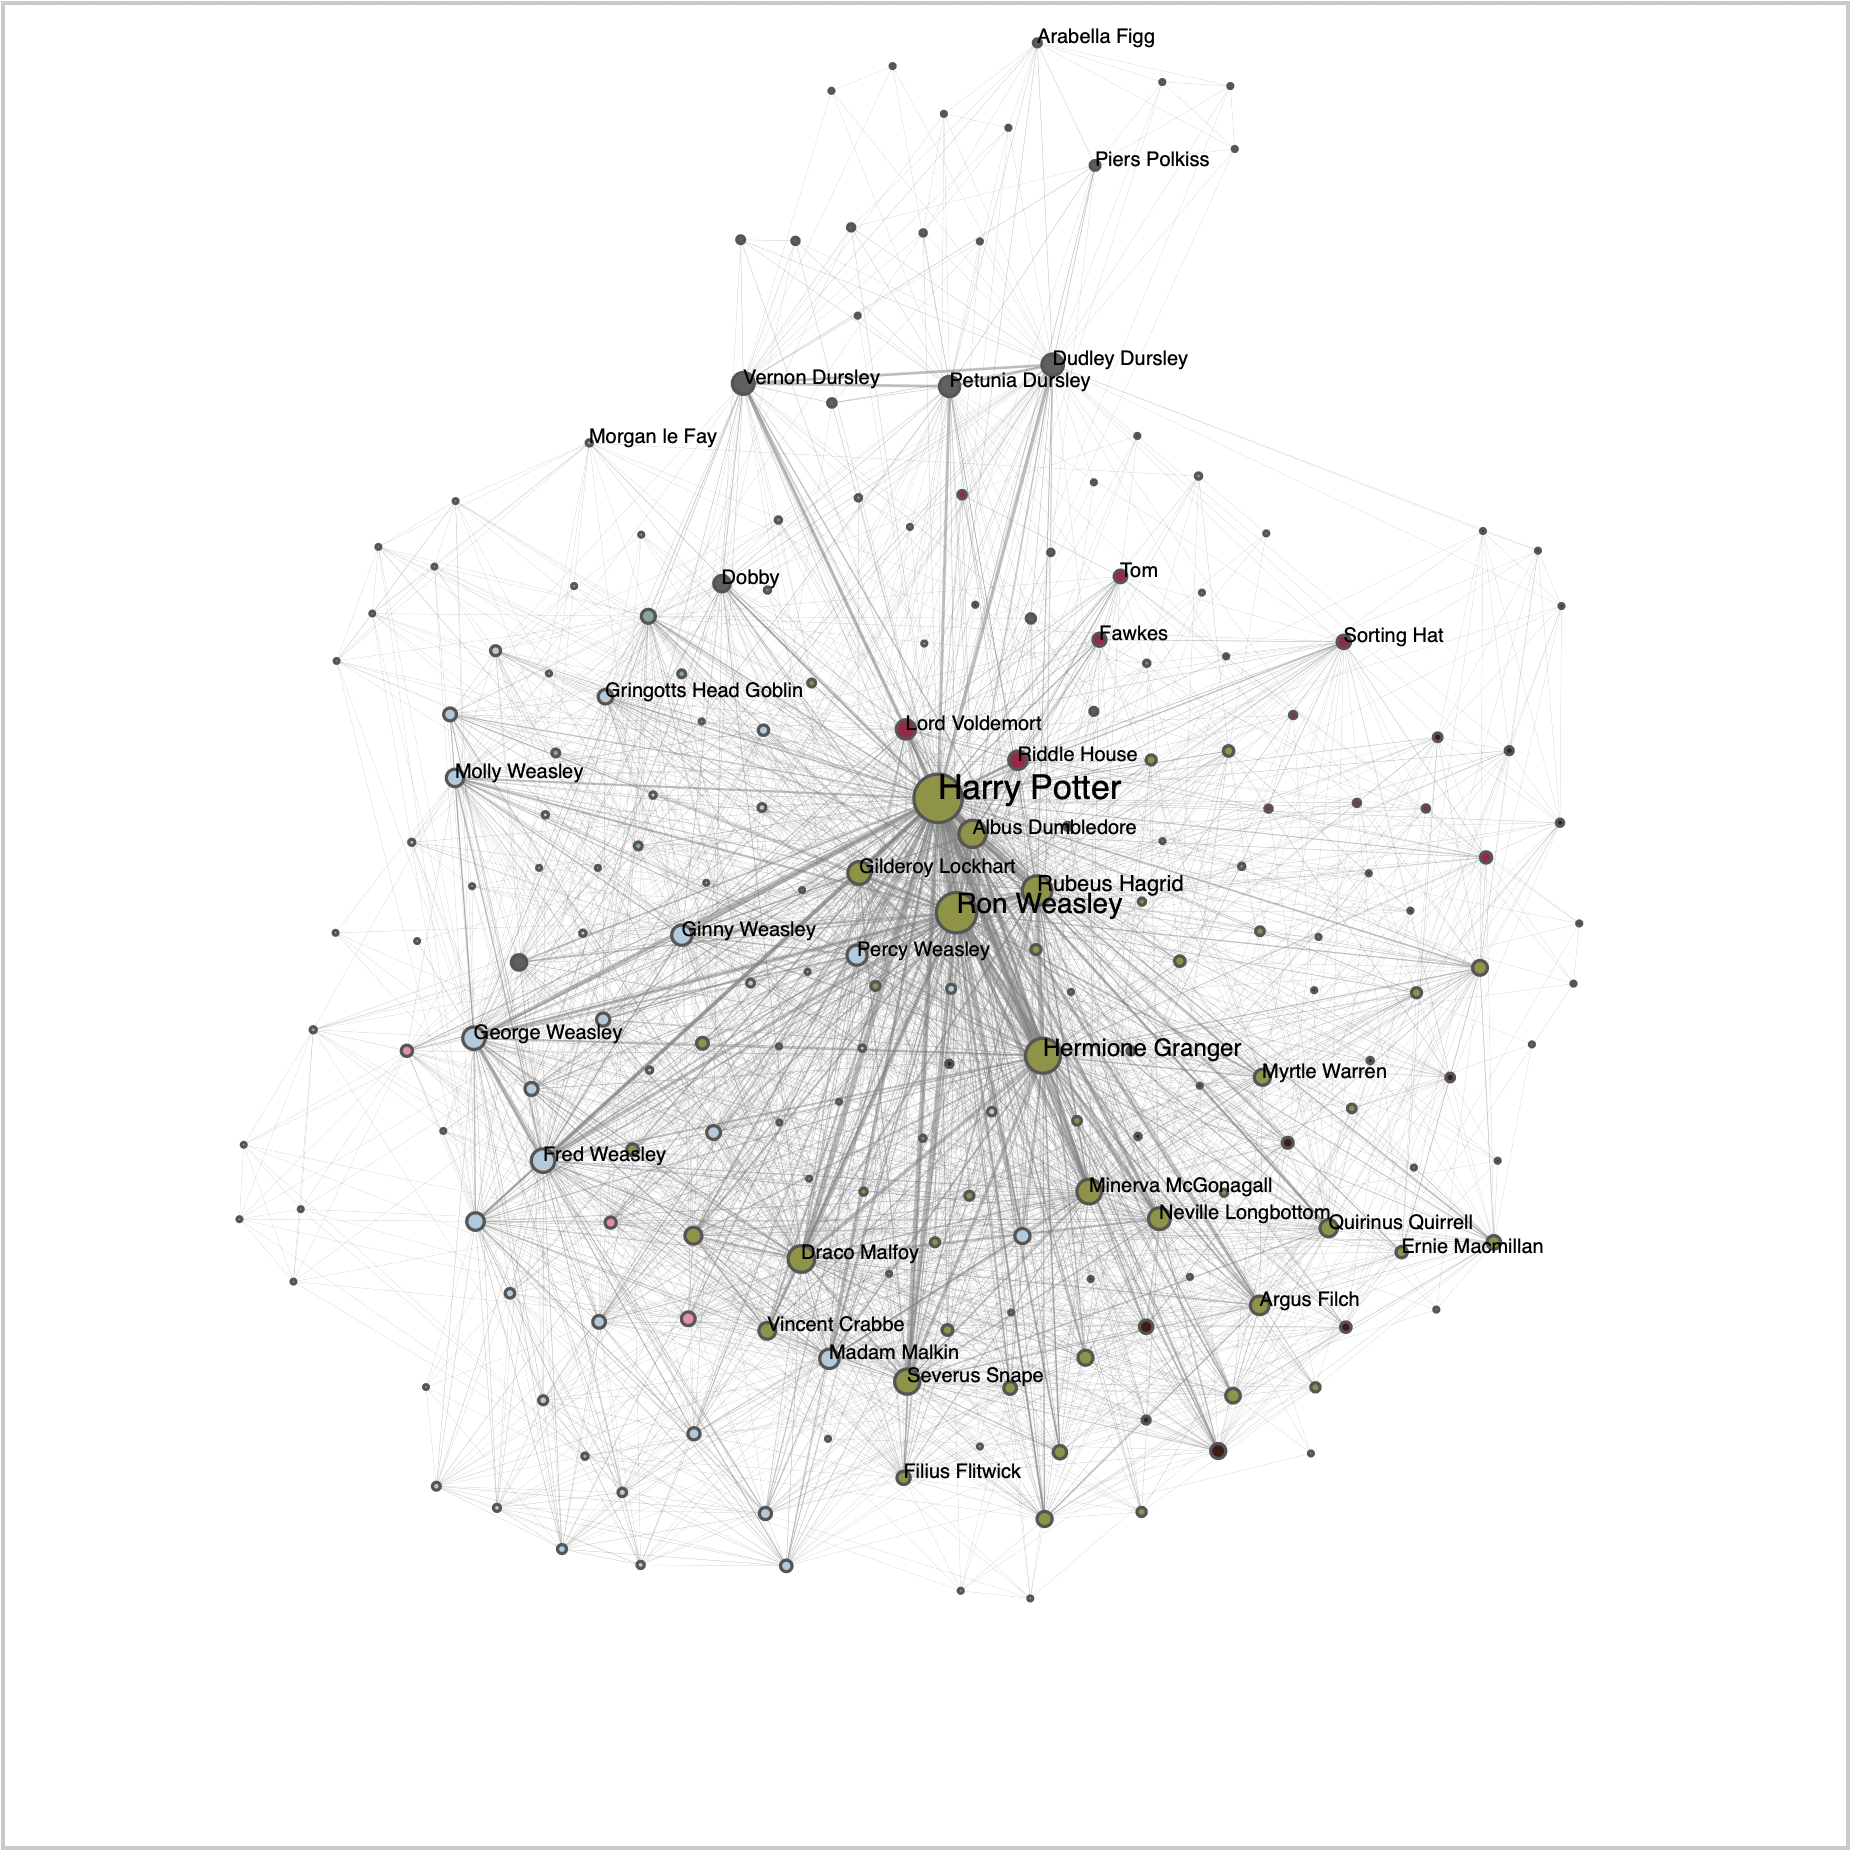 Arabella Figg
Piers Polkiss
Dudley Dursley
Vernon Dursley
Petunia Dursley
Morgan le Fay
Tom
Dobby
Fawkes
Sorting Hat
Gringotts Head Goblin
Lord Voldemort
Riddle House
Molly Weasley
Harry Potter
Albus Dumbledore
Gilderoy Lockhart
Rubeus Hagrid
Ron Weasley
Ginny Weasley
Percy Weasley
George Weasley
Hermione Granger
Myrtle Warren
Fred Weasley
Minerva McGonagall
Neville Longbottom
Quirinus Quirrell
Ernie Macmillan
Draco Malfoy
Argus Filch
Vincent Crabbe
Madam Malkin
Severus Snape
Filius Flitwick